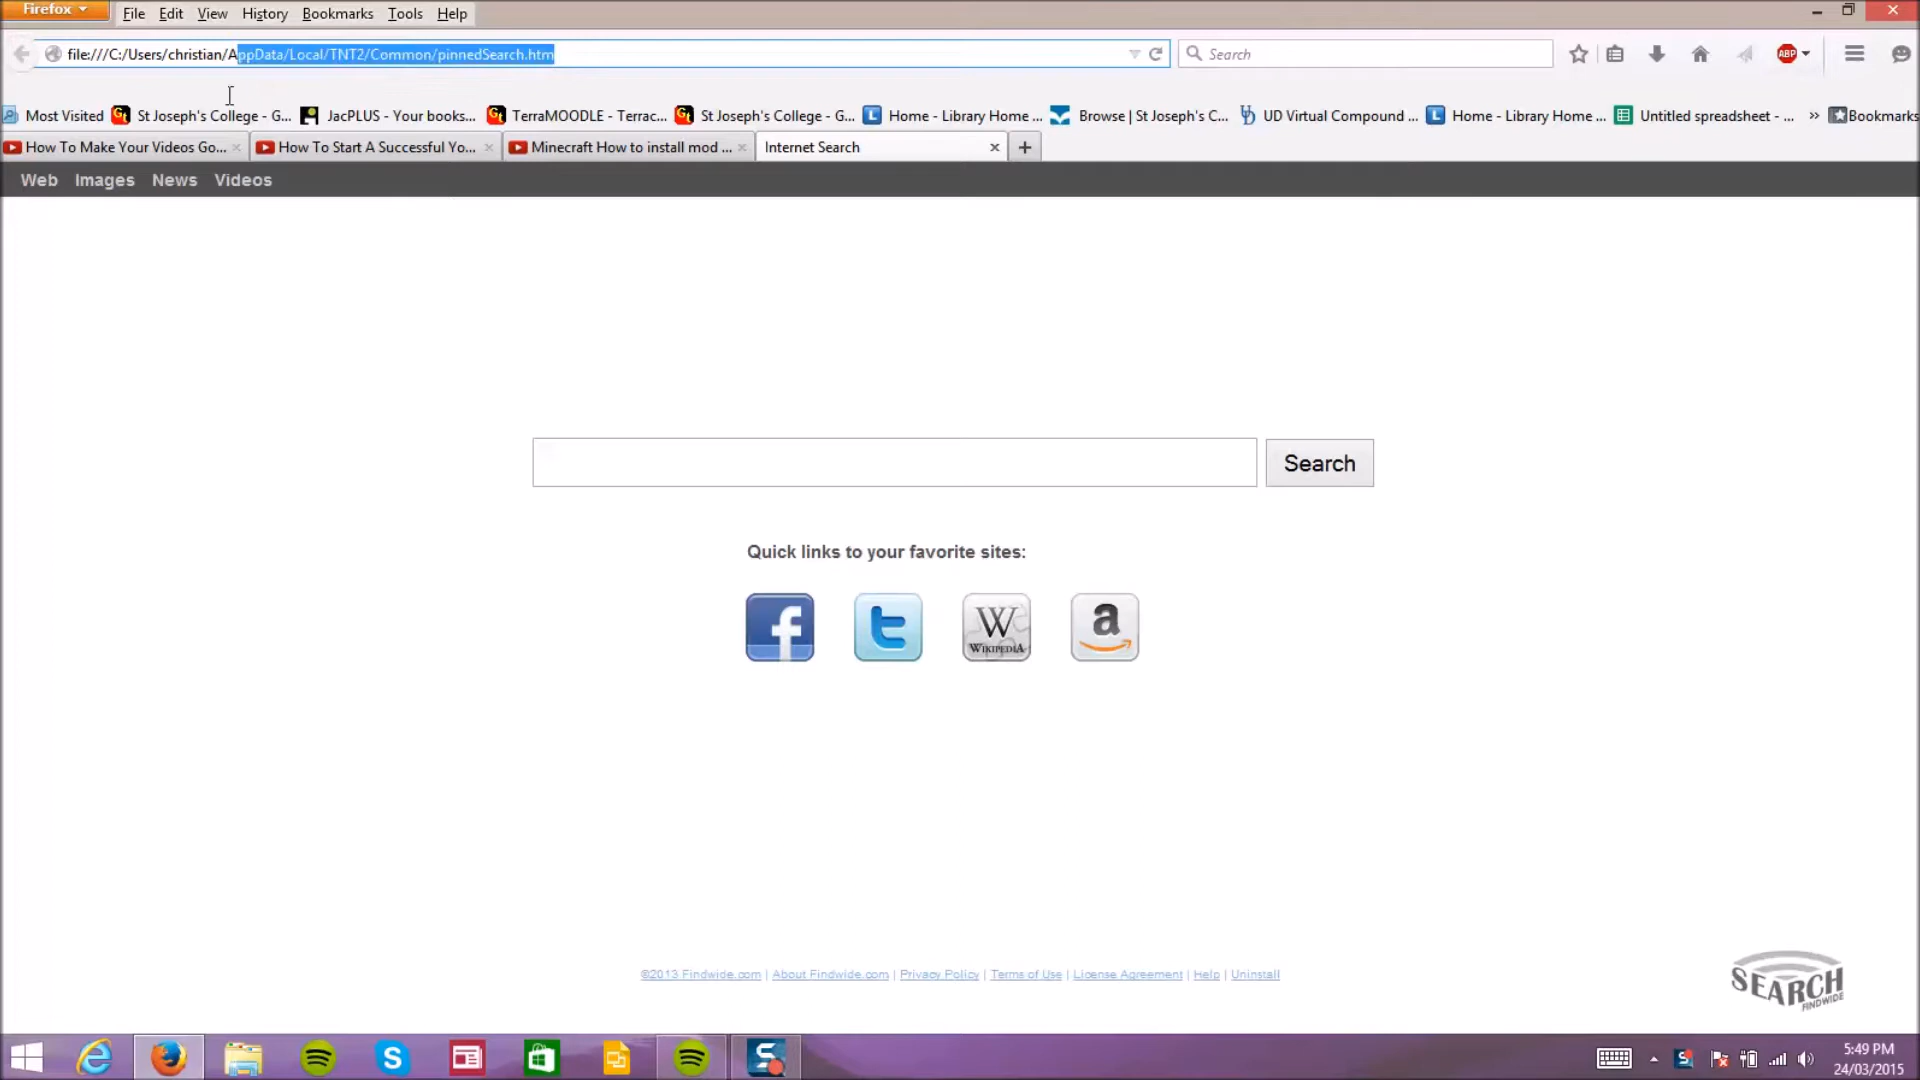 Firefox
File Edit View History Bookmarks Tools Help
file:///C:/Users/christian/AppData/Local/TNT2/Common/pinnedSearch.htm
Search
ABP
Most Visited St Joseph's College - G... JacPLUS - Your books... TerraMOODLE - Terrac... St Joseph's College - G... Home - Library Home ... Browse | St Joseph's C... UD Virtual Compound ... Home - Library Home ... Untitled spreadsheet - ... » Bookmarks
How To Make Your Videos Go... How To Start A Successful Yo... Minecraft How to install mod ... Internet Search
Web Images News Videos
Search
Quick links to your favorite sites:
WIKIPEDIA
©2013 Findwide.com | About Findwide.com | Privacy Policy | Terms of Use | License Agreement | Help | Uninstall
SEARCH
FINDWIDE
5:49 PM
24/03/2015